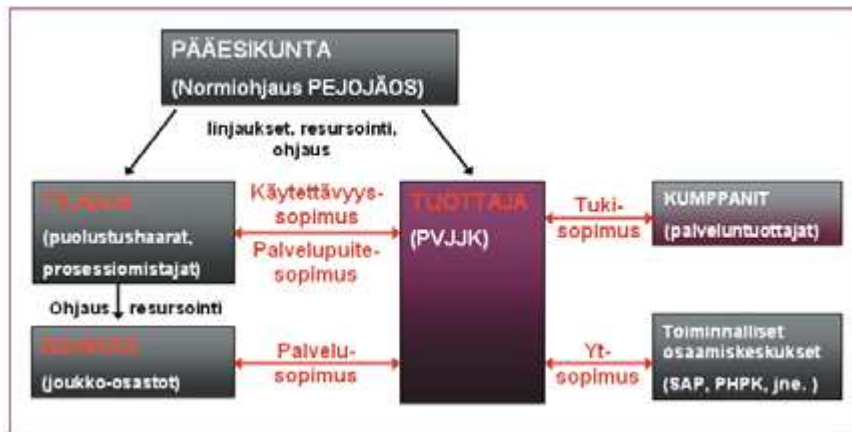 PÄÄESIKUNTA
(Normiohjaus PEJOJÄOS)
linjaukset, resursointi,
ohjaus
TILAAJA
(puolustushaarat,
prosessiomistajat)
Käytettävyys-
sopimus
Palvelupuite-
sopimus
TUOTTAJA
(PVJJK)
Tuki-
sopimus
KUMPPANIT
(palveluntuottajat)
Ohjaus
resursointi
(joukko-osastot)
Palvelu-
sopimus
Yt-
sopimus
Toiminnalliset
osaamiskeskukset
(SAP, PHPK, jne. )